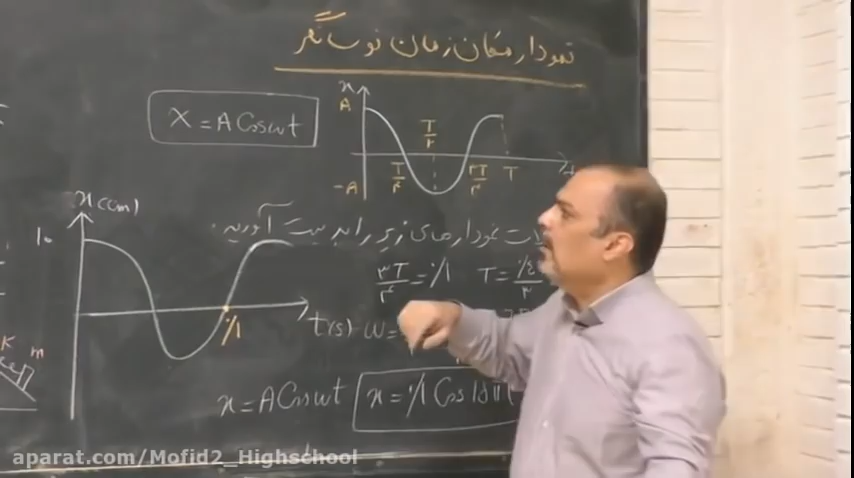 نمودار مکان زمان نوسانگر
X = A Cosωt
x
A
-A
T/۴
T/۲
۳T/۴
T
t
نمودارهای زیر را بدست آورید.
x(cm)
۱۰
۰/۱
t(s)
۳T/۴ = ۰/۱
T = ۰/۴/۳
ω =
x = A Cosωt
x = ۰/۱ Cos 15π
K
m
aparat.com/Mofid2_Highschool